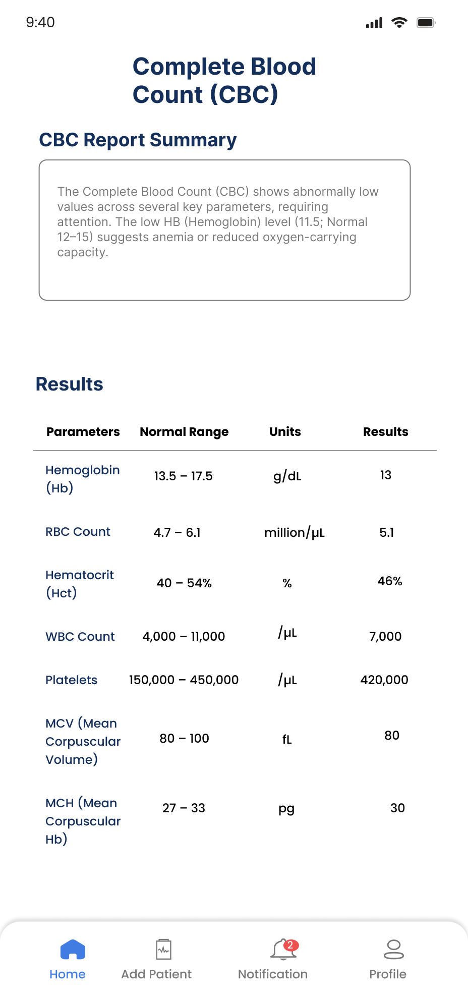 9:40
Complete Blood
Count (CBC)
CBC Report Summary
The Complete Blood Count (CBC) shows abnormally low
values across several key parameters, requiring
attention. The low HB (Hemoglobin) level (11.5; Normal
12–15) suggests anemia or reduced oxygen-carrying
capacity.
Results
Parameters Normal Range Units Results
Hemoglobin
(Hb) 13.5 – 17.5 g/dL 13
RBC Count 4.7 – 6.1 million/µL 5.1
Hematocrit
(Hct) 40 – 54% % 46%
WBC Count 4,000 – 11,000 /µL 7,000
Platelets 150,000 – 450,000 /µL 420,000
MCV (Mean
Corpuscular 80 – 100 fL 80
Volume)
MCH (Mean 27 – 33 pg 30
Corpuscular
Hb)
2
Home Add Patient Notification Profile